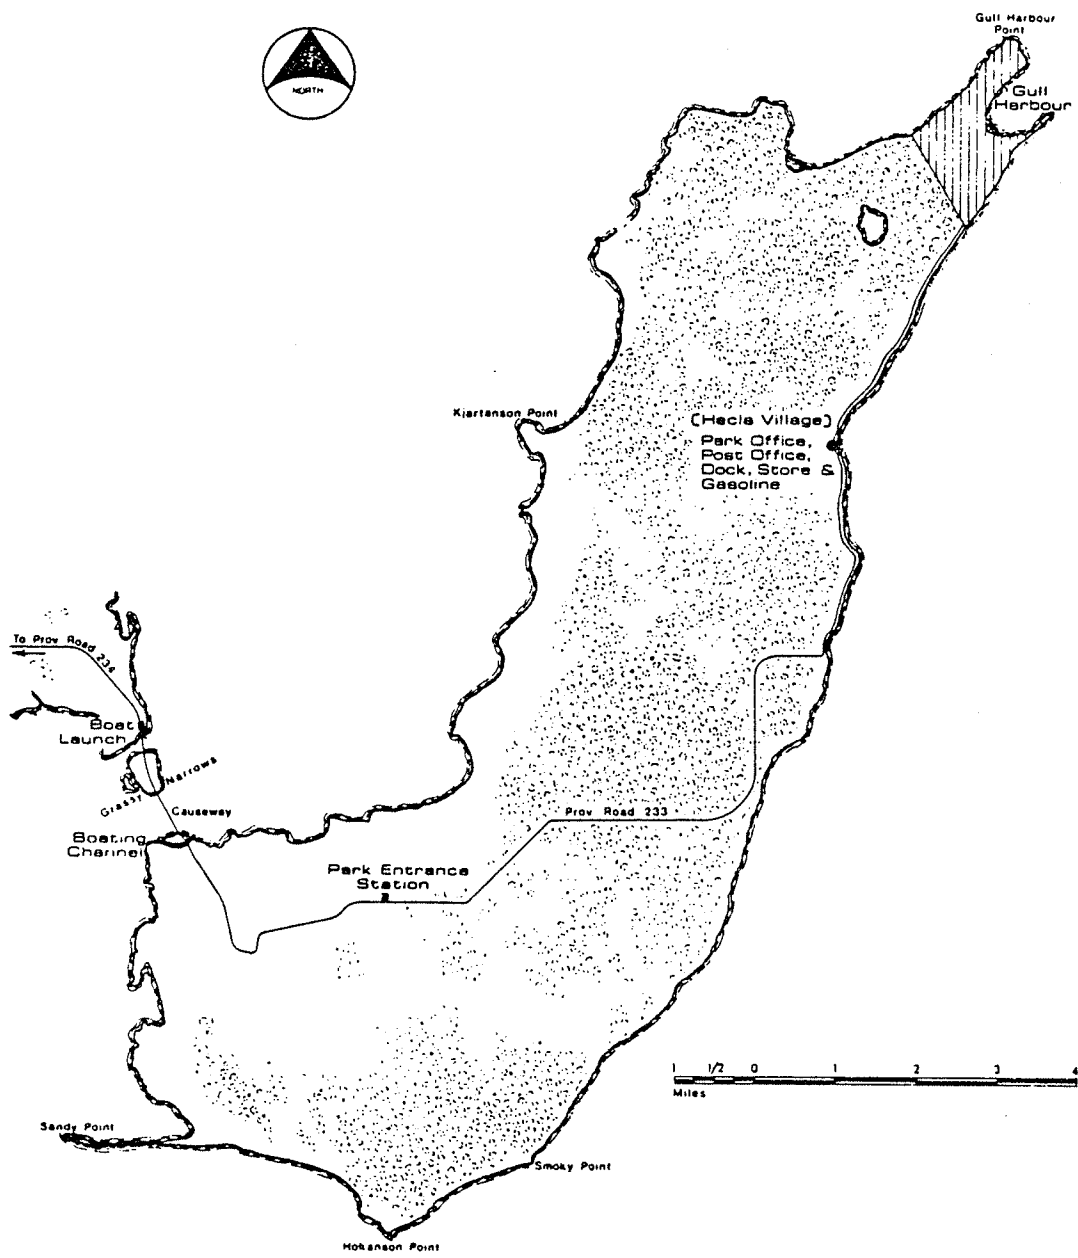 Gull Harbour
Point
NORTH
Gull
Harbour
Kjartanson Point
(Hecla Village)
Park Office,
Post Office,
Dock, Store &
Gasoline
To Prov Road 234
Boat
Launch
Grassy Narrows
Causeway
Prov Road 233
Boating
Channel
Park Entrance
Station
1 1/2 0 1 2 3 4
Miles
Sandy Point
Smoky Point
Hokanson Point